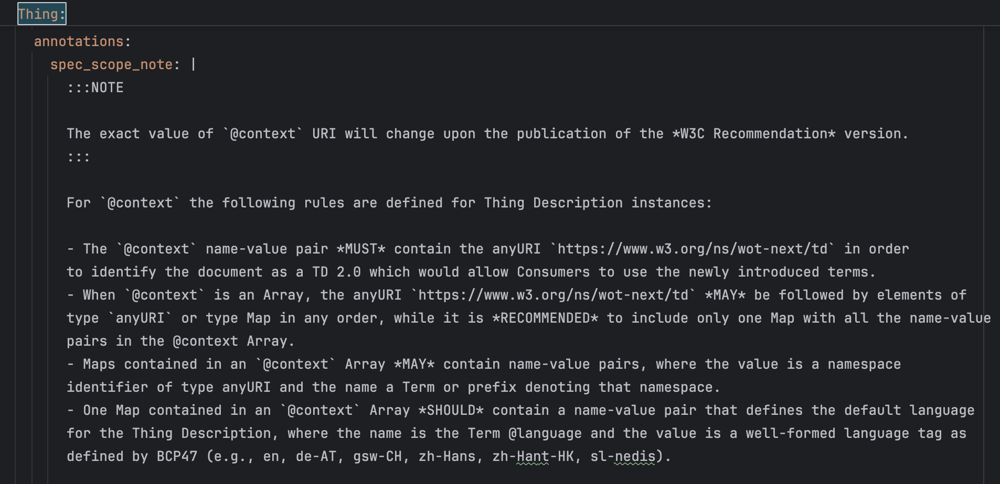 Thing:
annotations:
spec_scope_note: |
:::NOTE
The exact value of `@context` URI will change upon the publication of the *W3C Recommendation* version.
:::
For `@context` the following rules are defined for Thing Description instances:
- The `@context` name-value pair *MUST* contain the anyURI `https://www.w3.org/ns/wot-next/td` in order
to identify the document as a TD 2.0 which would allow Consumers to use the newly introduced terms.
- When `@context` is an Array, the anyURI `https://www.w3.org/ns/wot-next/td` *MAY* be followed by elements of
type `anyURI` or type Map in any order, while it is *RECOMMENDED* to include only one Map with all the name-value
pairs in the @context Array.
- Maps contained in an `@context` Array *MAY* contain name-value pairs, where the value is a namespace
identifier of type anyURI and the name a Term or prefix denoting that namespace.
- One Map contained in an `@context` Array *SHOULD* contain a name-value pair that defines the default language
for the Thing Description, where the name is the Term @language and the value is a well-formed language tag as
defined by BCP47 (e.g., en, de-AT, gsw-CH, zh-Hans, zh-Hant-HK, sl-nedis).